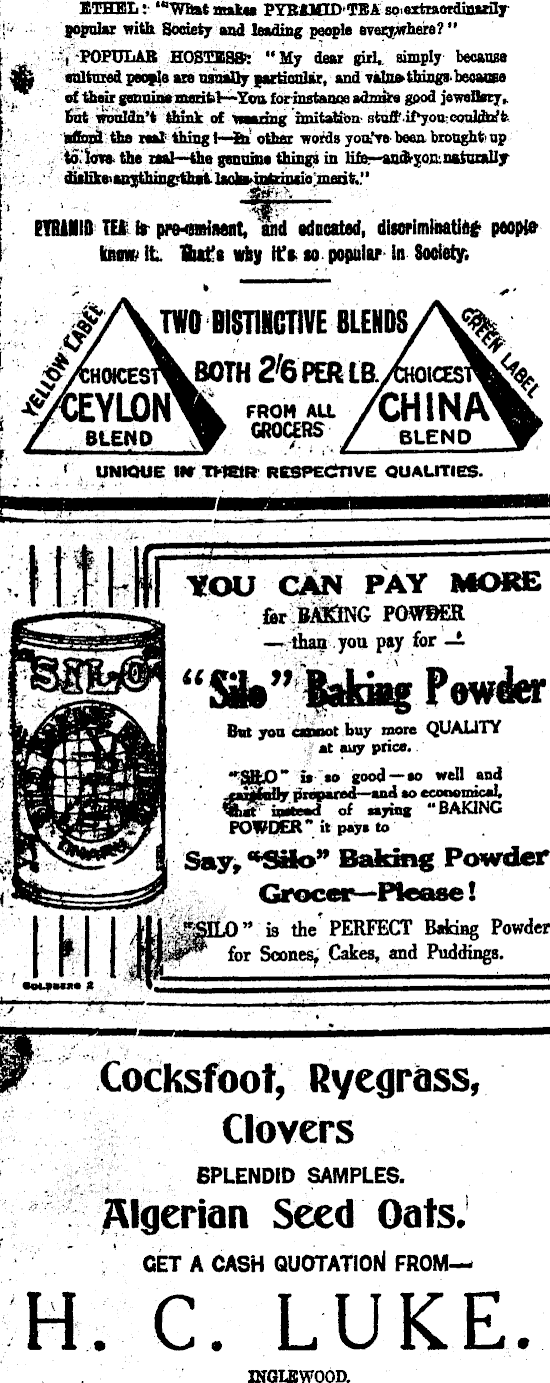 ETHEL: "What makes PYRAMID TEA so extraordinarily
popular with Society and leading people everywhere?"
POPULAR HOSTESS: "My dear girl, simply because
cultured people are usually particular, and value things because
of their genuine merit!—You for instance admire good jewellery,
but wouldn't think of wearing imitation stuff if you couldn't
afford the real thing!—In other words you've been brought up
to love the real—the genuine things in life—and you naturally
dislike anything that lacks intrinsic merit."
PYRAMID TEA is pre-eminent, and educated, discriminating people
know it. That's why it's so popular in Society.
TWO DISTINCTIVE BLENDS
YELLOW LABEL
CHOICEST
CEYLON
BLEND
BOTH 2/6 PER LB.
FROM ALL
GROCERS
GREEN LABEL
CHOICEST
CHINA
BLEND
UNIQUE IN THEIR RESPECTIVE QUALITIES.
"SILO"
YOU CAN PAY MORE
for BAKING POWDER
— than you pay for —
"Silo" Baking Powder
But you cannot buy more QUALITY
at any price.
"SILO" is so good—so well and
carefully prepared—and so economical,
that instead of saying "BAKING
POWDER" it pays to
Say, "Silo" Baking Powder
Grocer—Please!
"SILO" is the PERFECT Baking Powder
for Scones, Cakes, and Puddings.
GOLDBERG 2
Cocksfoot, Ryegrass,
Clovers
SPLENDID SAMPLES.
Algerian Seed Oats.
GET A CASH QUOTATION FROM—
H. C. LUKE.
INGLEWOOD.